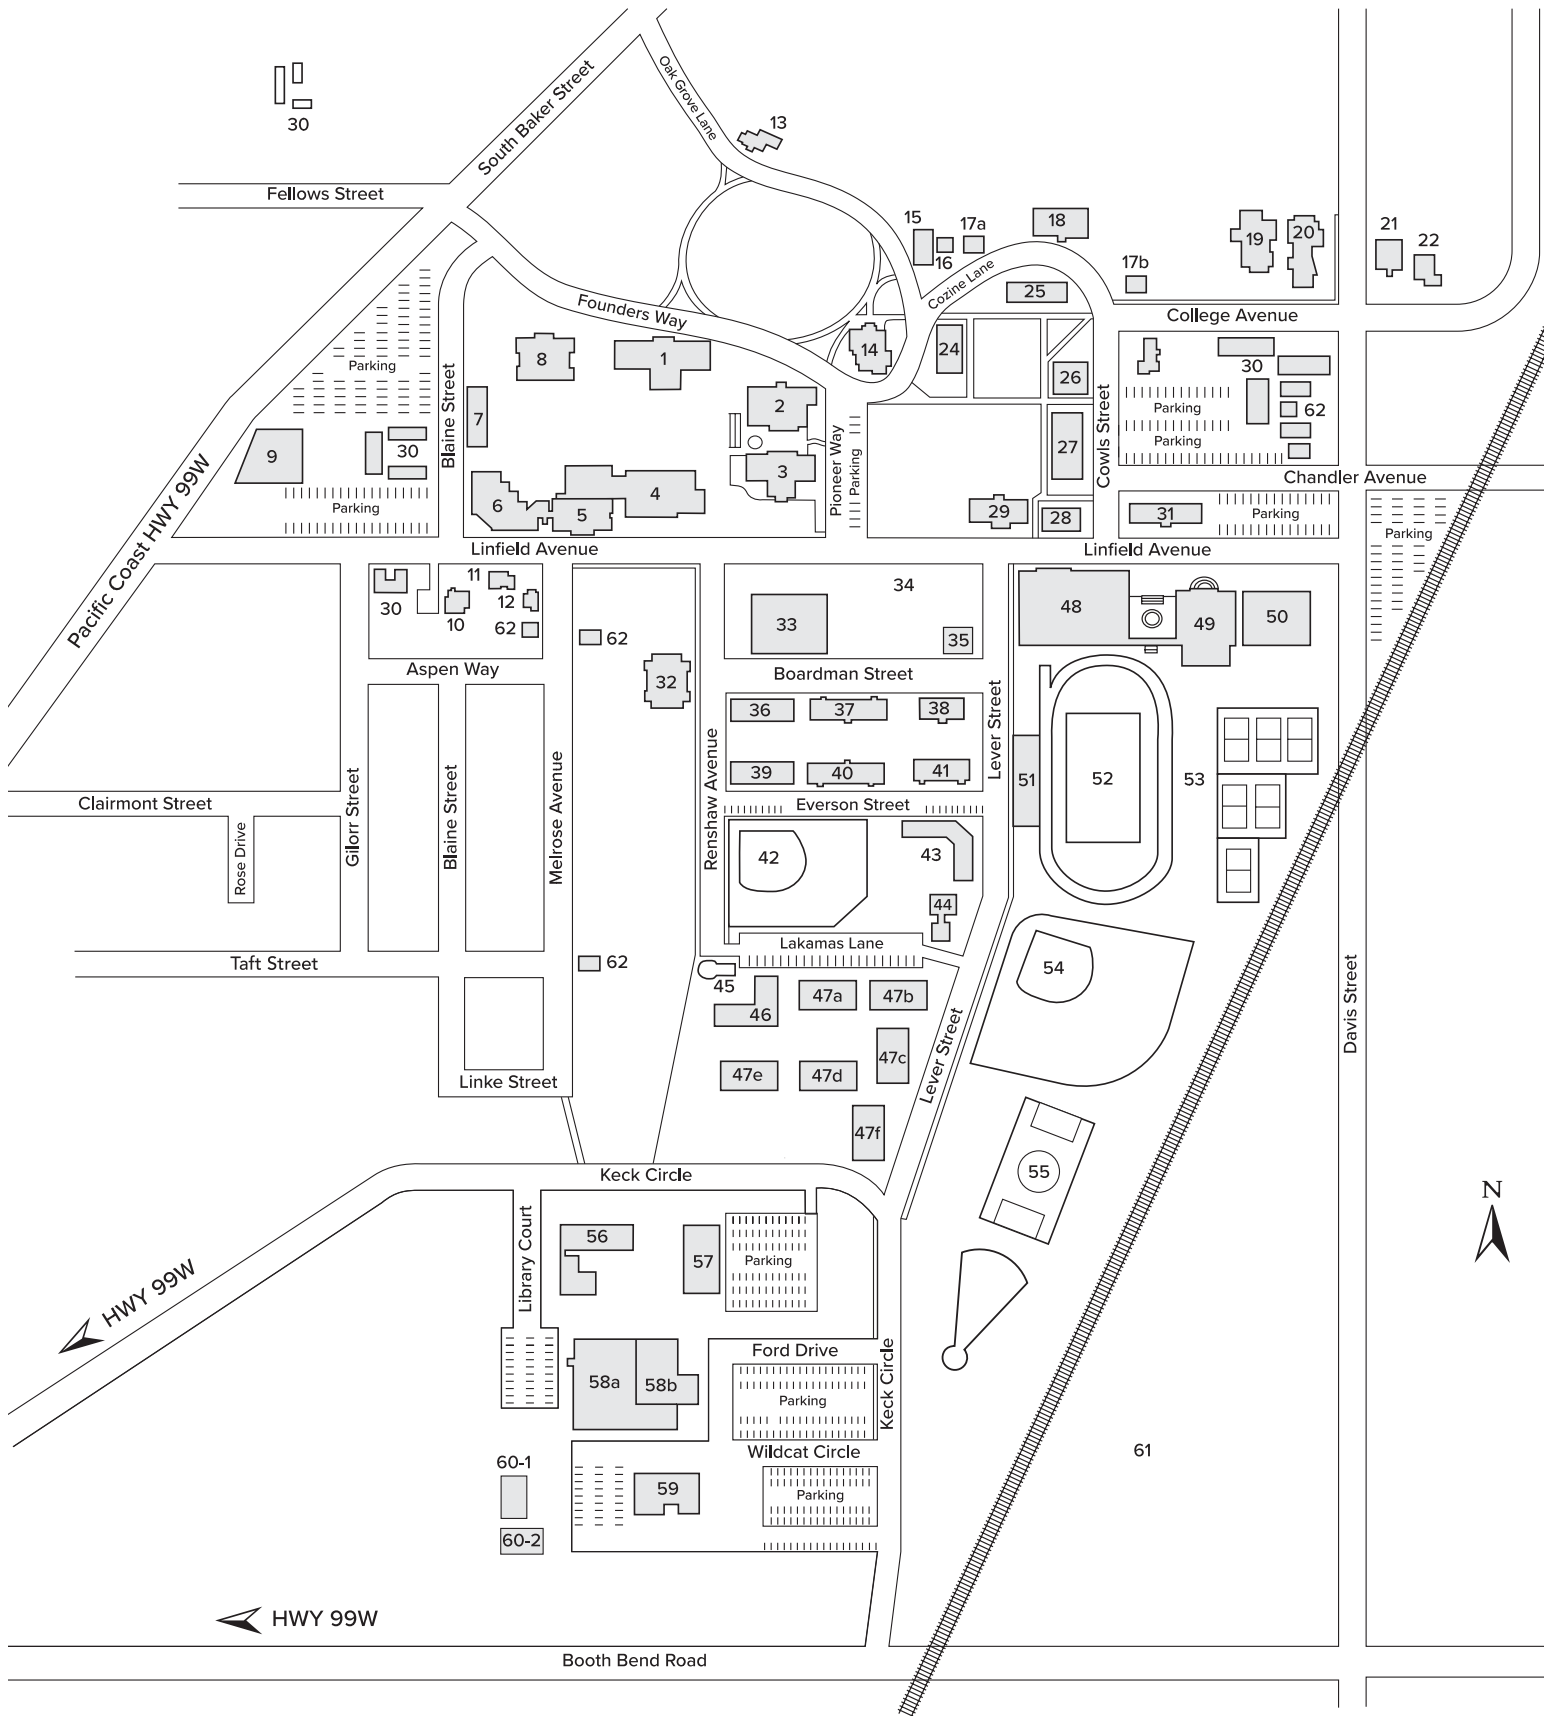 Oak Grove Lane
South Baker Street
30
13
Fellows Street
15
16
17a
18
19
20
21
22
17b
Cozine Lane
25
College Avenue
Founders Way
Parking
8
1
14
24
26
30
Parking
62
Parking
Blaine Street
7
2
Cowls Street
9
30
Pioneer Way
Parking
27
Chandler Avenue
Parking
6
5
4
3
29
28
31
Parking
Parking
Pacific Coast HWY 99W
Linfield Avenue
Linfield Avenue
30
10
11
12
62
62
34
33
35
48
49
50
Aspen Way
32
Boardman Street
36
37
38
39
40
41
Lever Street
51
52
53
Clairmont Street
Rose Drive
Gilorr Street
Blaine Street
Melrose Avenue
Renshaw Avenue
Everson Street
42
43
44
Taft Street
62
Lakamas Lane
45
46
47a
47b
47c
47e
47d
47f
54
Davis Street
Lever Street
Linke Street
Keck Circle
55
N
Library Court
56
57
Parking
HWY 99W
58a
58b
Ford Drive
Parking
Keck Circle
Wildcat Circle
60-1
59
Parking
60-2
61
HWY 99W
Booth Bend Road